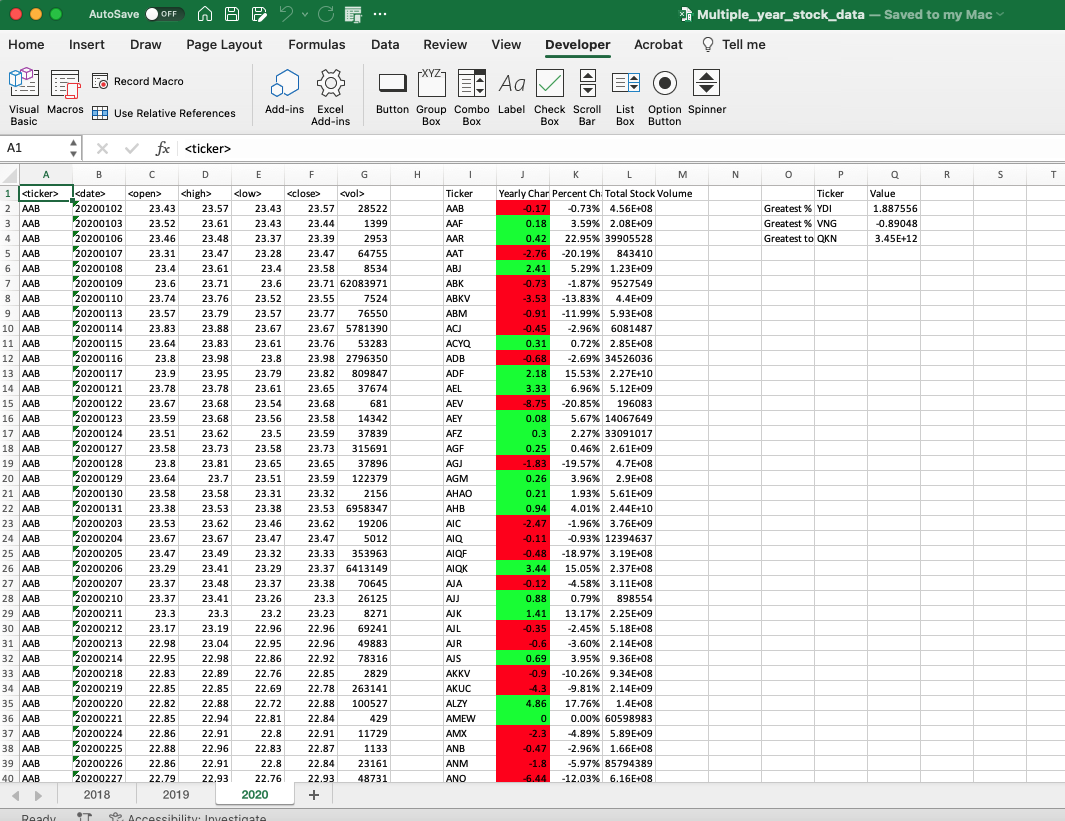 AutoSave OFF Multiple_year_stock_data — Saved to my Mac
Home Insert Draw Page Layout Formulas Data Review View Developer Acrobat Tell me
Visual Basic Macros Record Macro Use Relative References Add-ins Excel Add-ins Button Group Box Combo Box Label Check Box Scroll Bar List Box Option Button Spinner
XYZ Aa
A1 fx <ticker>
A B C D E F G H I J K L M N O P Q R S T
1 <ticker> <date> <open> <high> <low> <close> <vol> Ticker Yearly Char Percent Ch Total Stock Volume Ticker Value
2 AAB 20200102 23.43 23.57 23.43 23.57 28522 AAB -0.17 -0.73% 4.56E+08 Greatest % YDI 1.887556
3 AAB 20200103 23.52 23.61 23.43 23.44 1399 AAF 0.18 3.59% 2.08E+09 Greatest % VNG -0.89048
4 AAB 20200106 23.46 23.48 23.37 23.39 2953 AAR 0.42 22.95% 39905528 Greatest to QKN 3.45E+12
5 AAB 20200107 23.31 23.47 23.28 23.47 64755 AAT -2.76 -20.19% 843410
6 AAB 20200108 23.4 23.61 23.4 23.58 8534 ABJ 2.41 5.29% 1.23E+09
7 AAB 20200109 23.6 23.71 23.6 23.71 62083971 ABK -0.73 -1.87% 9527549
8 AAB 20200110 23.74 23.76 23.52 23.55 7524 ABKV -3.53 -13.83% 4.4E+09
9 AAB 20200113 23.57 23.79 23.57 23.77 76550 ABM -0.91 -11.99% 5.93E+08
10 AAB 20200114 23.83 23.88 23.67 23.67 5781390 ACJ -0.45 -2.96% 6081487
11 AAB 20200115 23.64 23.83 23.61 23.76 53283 ACYQ 0.31 0.72% 2.85E+09
12 AAB 20200116 23.8 23.98 23.8 23.98 2796350 ADB -0.68 -2.69% 34526036
13 AAB 20200117 23.9 23.95 23.79 23.82 809847 ADF 2.18 15.53% 2.27E+10
14 AAB 20200121 23.78 23.78 23.61 23.65 37674 AEL 3.33 6.96% 5.12E+09
15 AAB 20200122 23.67 23.68 23.54 23.68 681 AEV -8.75 -20.85% 196083
16 AAB 20200123 23.59 23.68 23.56 23.58 14342 AEY 0.08 5.67% 14067649
17 AAB 20200124 23.51 23.62 23.5 23.59 37839 AFZ 0.3 2.27% 33091017
18 AAB 20200127 23.58 23.73 23.58 23.73 315691 AGF 0.25 0.46% 2.61E+09
19 AAB 20200128 23.8 23.81 23.65 23.65 37896 AGJ -1.83 -19.57% 4.7E+08
20 AAB 20200129 23.64 23.7 23.51 23.59 122379 AGM 0.26 3.96% 2.9E+08
21 AAB 20200130 23.58 23.58 23.31 23.32 2156 AHAO 0.21 1.93% 5.61E+09
22 AAB 20200131 23.38 23.53 23.38 23.53 6958347 AHB 0.94 4.01% 2.44E+10
23 AAB 20200203 23.53 23.62 23.46 23.62 19206 AIC -2.47 -1.96% 3.76E+09
24 AAB 20200204 23.67 23.67 23.47 23.47 5012 AIQ -0.11 -0.93% 12394637
25 AAB 20200205 23.47 23.49 23.32 23.33 353963 AIQF -0.48 -18.97% 3.19E+08
26 AAB 20200206 23.29 23.41 23.29 23.37 6413149 AIQK 3.44 15.05% 2.37E+08
27 AAB 20200207 23.37 23.48 23.37 23.38 70645 AJA -0.12 -4.58% 3.11E+08
28 AAB 20200210 23.37 23.41 23.26 23.3 26125 AJJ 0.88 0.79% 898554
29 AAB 20200211 23.3 23.3 23.2 23.23 8271 AJK 1.41 13.17% 2.25E+09
30 AAB 20200212 23.17 23.19 22.96 22.96 69241 AJL -0.35 -2.45% 5.18E+08
31 AAB 20200213 22.98 23.04 22.95 22.96 49883 AJR -0.6 -3.60% 2.14E+09
32 AAB 20200214 22.95 22.98 22.86 22.92 78316 AJS 0.69 3.95% 9.36E+08
33 AAB 20200218 22.83 22.89 22.76 22.85 2829 AKKV -0.9 -10.26% 9.34E+08
34 AAB 20200219 22.85 22.85 22.69 22.78 263141 AKUC -4.3 -9.81% 2.14E+09
35 AAB 20200220 22.82 22.88 22.72 22.88 100527 ALZY 4.86 17.76% 1.4E+08
36 AAB 20200221 22.85 22.94 22.81 22.84 429 AMEW 0 0.00% 60598983
37 AAB 20200224 22.86 22.91 22.8 22.91 11729 AMX -2.3 -4.89% 5.89E+09
38 AAB 20200225 22.88 22.96 22.83 22.87 1133 ANB -0.47 -2.96% 1.66E+08
39 AAB 20200226 22.86 22.91 22.8 22.84 23161 ANM -1.8 -5.97% 85794389
40 AAB 20200227 22.79 22.93 22.76 22.93 48731 ANO -6.44 -12.03% 6.16E+08
2018 2019 2020 +
Ready Accessibility: Investigate